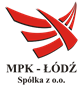 MPK - ŁÓDŹ
Spółka z o.o.